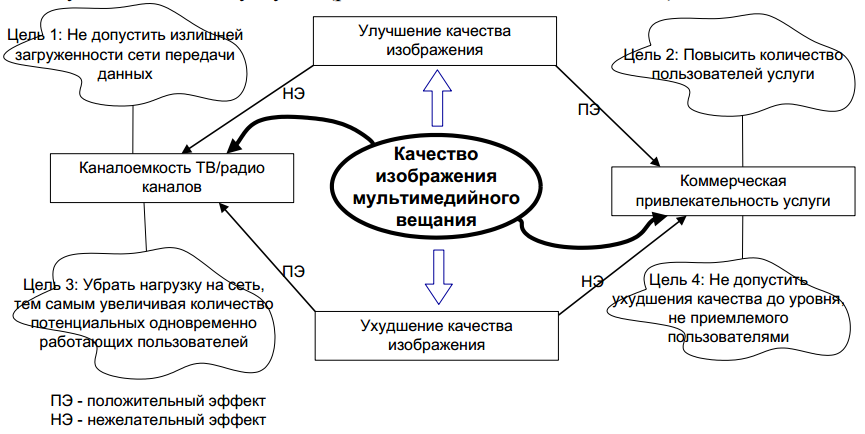 Цель 1: Не допустить излишней
загруженности сети передачи
данных
Улучшение качества
изображения
Цель 2: Повысить количество
пользователей услуги
НЭ
ПЭ
Каналоемкость ТВ/радио
каналов
Качество
изображения
мультимедийного
вещания
Коммерческая
привлекательность услуги
ПЭ
НЭ
Цель 3: Убрать нагрузку на сеть,
тем самым увеличивая количество
потенциальных одновременно
работающих пользователей
Ухудшение качества
изображения
Цель 4: Не допустить
ухудшения качества до уровня,
не приемлемого
пользователями
ПЭ - положительный эффект
НЭ - нежелательный эффект